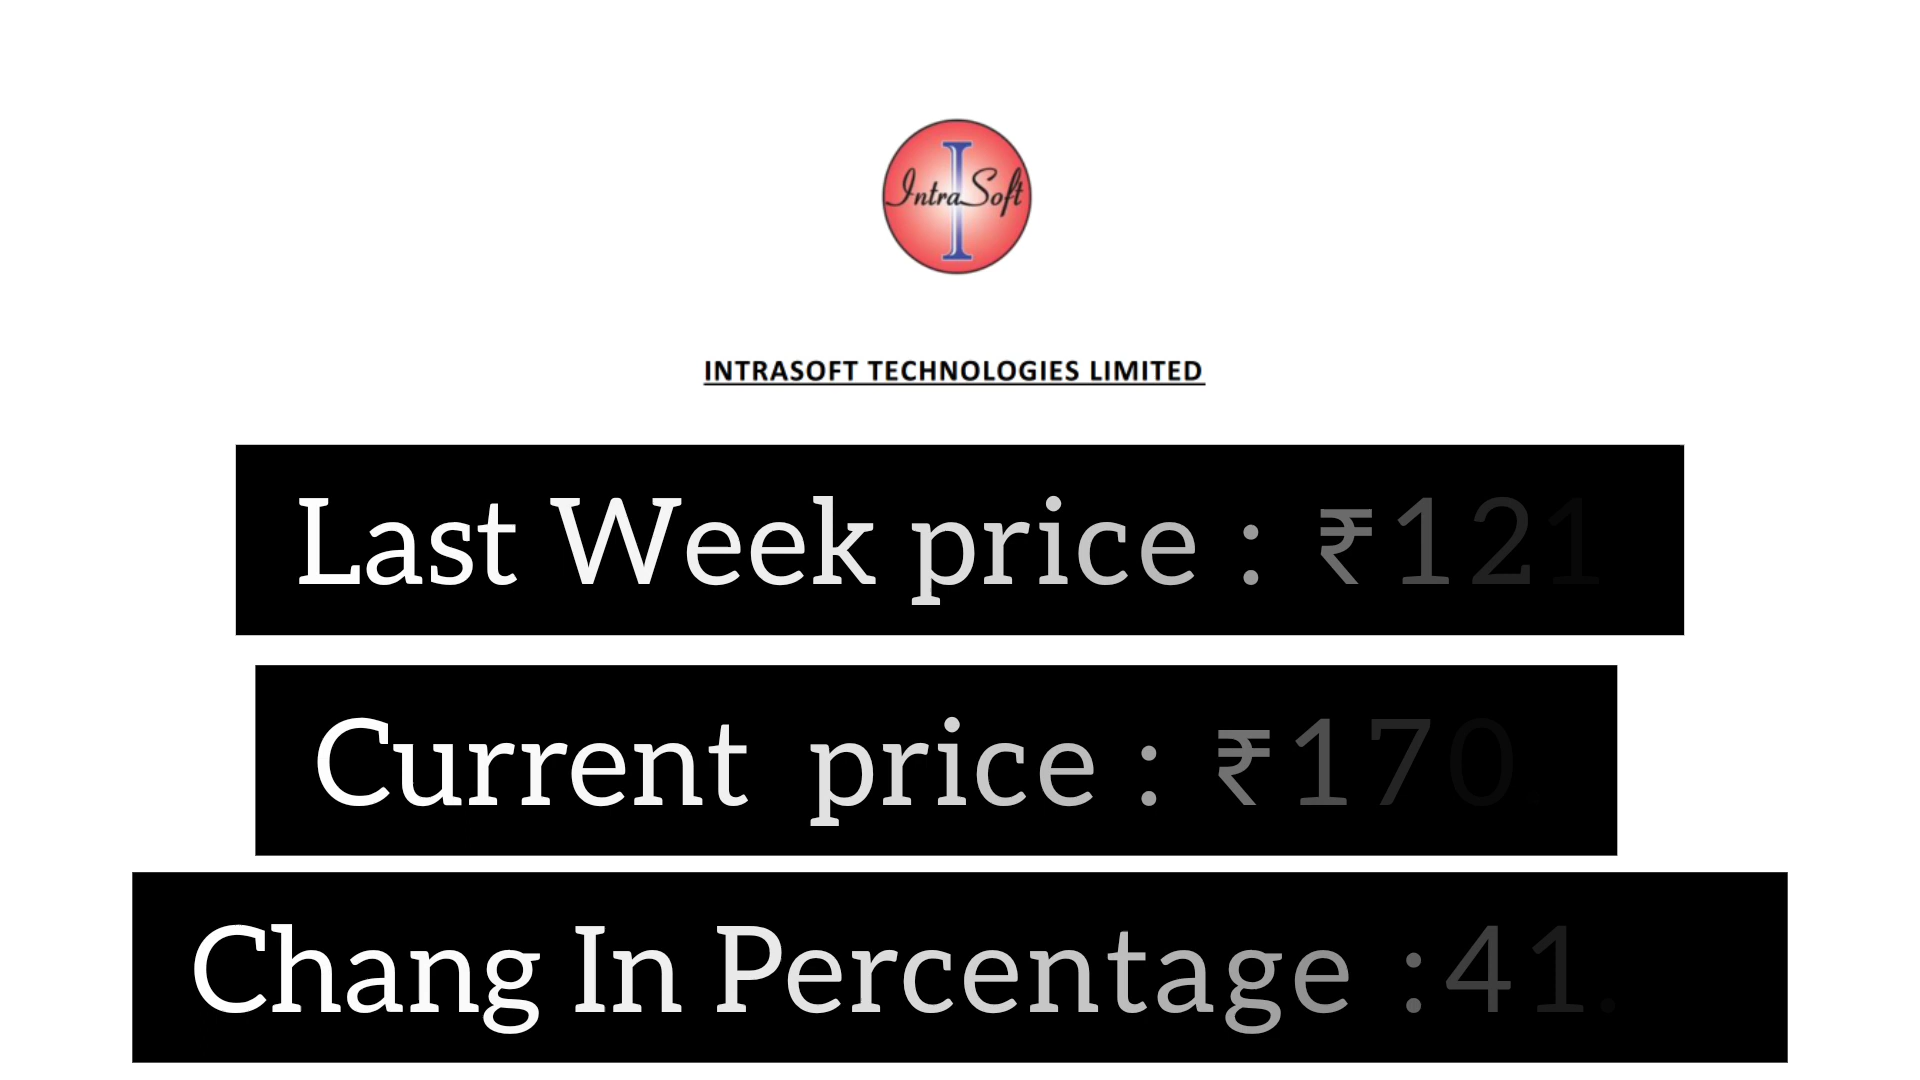 IntraSoft
INTRASOFT TECHNOLOGIES LIMITED
Last Week price : ₹121
Current price : ₹170.
Chang In Percentage :41.